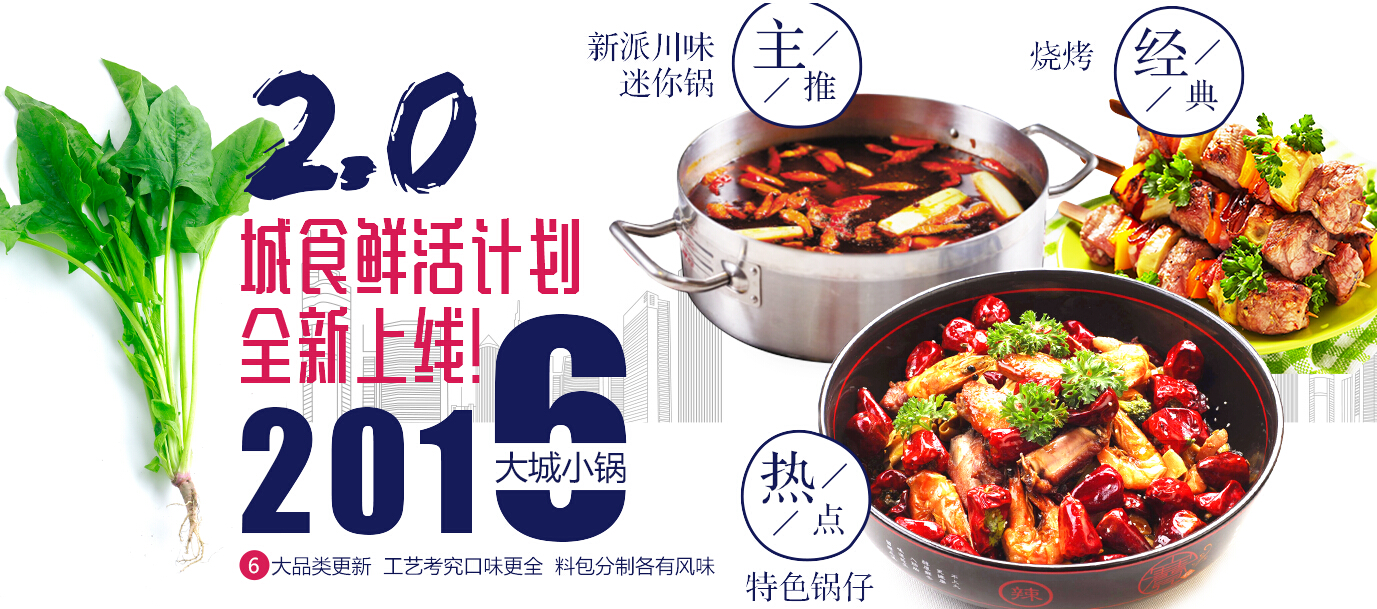 2.0
城食鲜活计划
全新上线!
2016
大城小锅
6大品类更新 工艺考究口味更全 料包分制各有风味
新派川味
迷你锅
主推
烧烤
经典
热点
特色锅仔
辣